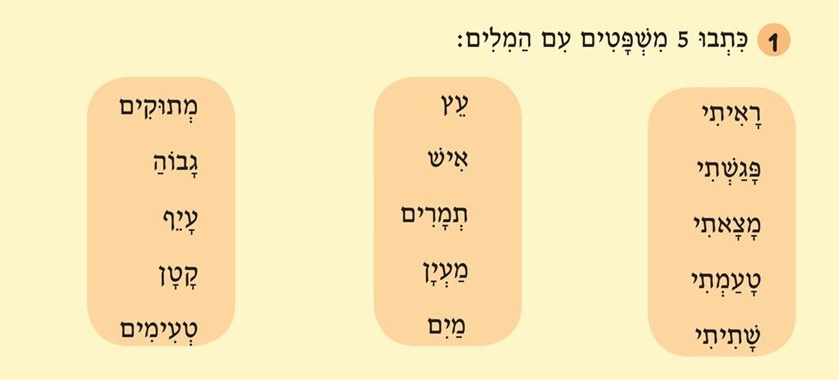 1 כִּתְבוּ 5 מִשְׁפָּטִים עִם הַמִלִים:
רָאִיתִי
פָּגַשְׁתִי
מָצָאתִי
טָעַמְתִי
שָׁתִיתִי
עֵץ
אִישׁ
תְמָרִים
מַעְיָן
מַיִם
מְתוּקִים
גָבוֹהַ
עָיֵף
קָטָן
טְעִימִים